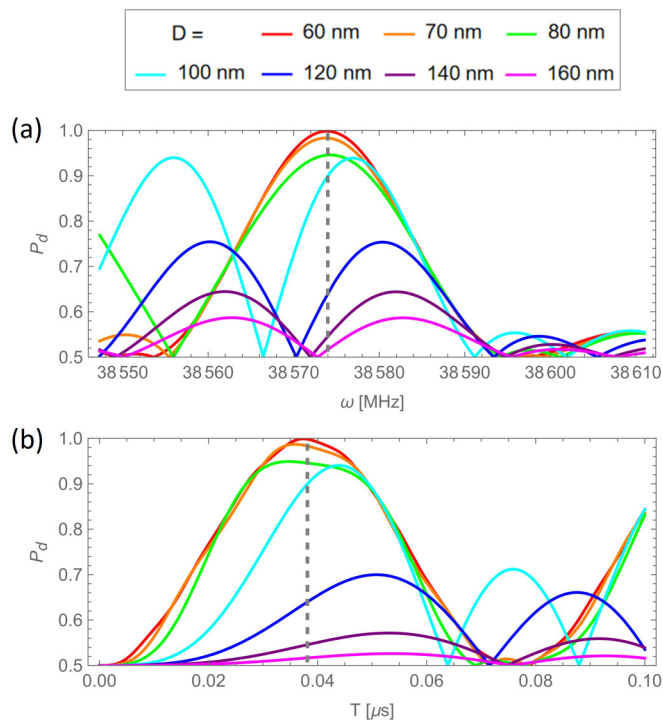 D = 60 nm 70 nm 80 nm
100 nm 120 nm 140 nm 160 nm
(a)
1.0
0.9
0.8
0.7
0.6
0.5
P_d
38 550 38 560 38 570 38 580 38 590 38 600 38 610
ω [MHz]
(b)
1.0
0.9
0.8
0.7
0.6
0.5
P_d
0.00 0.02 0.04 0.06 0.08 0.10
T [μs]